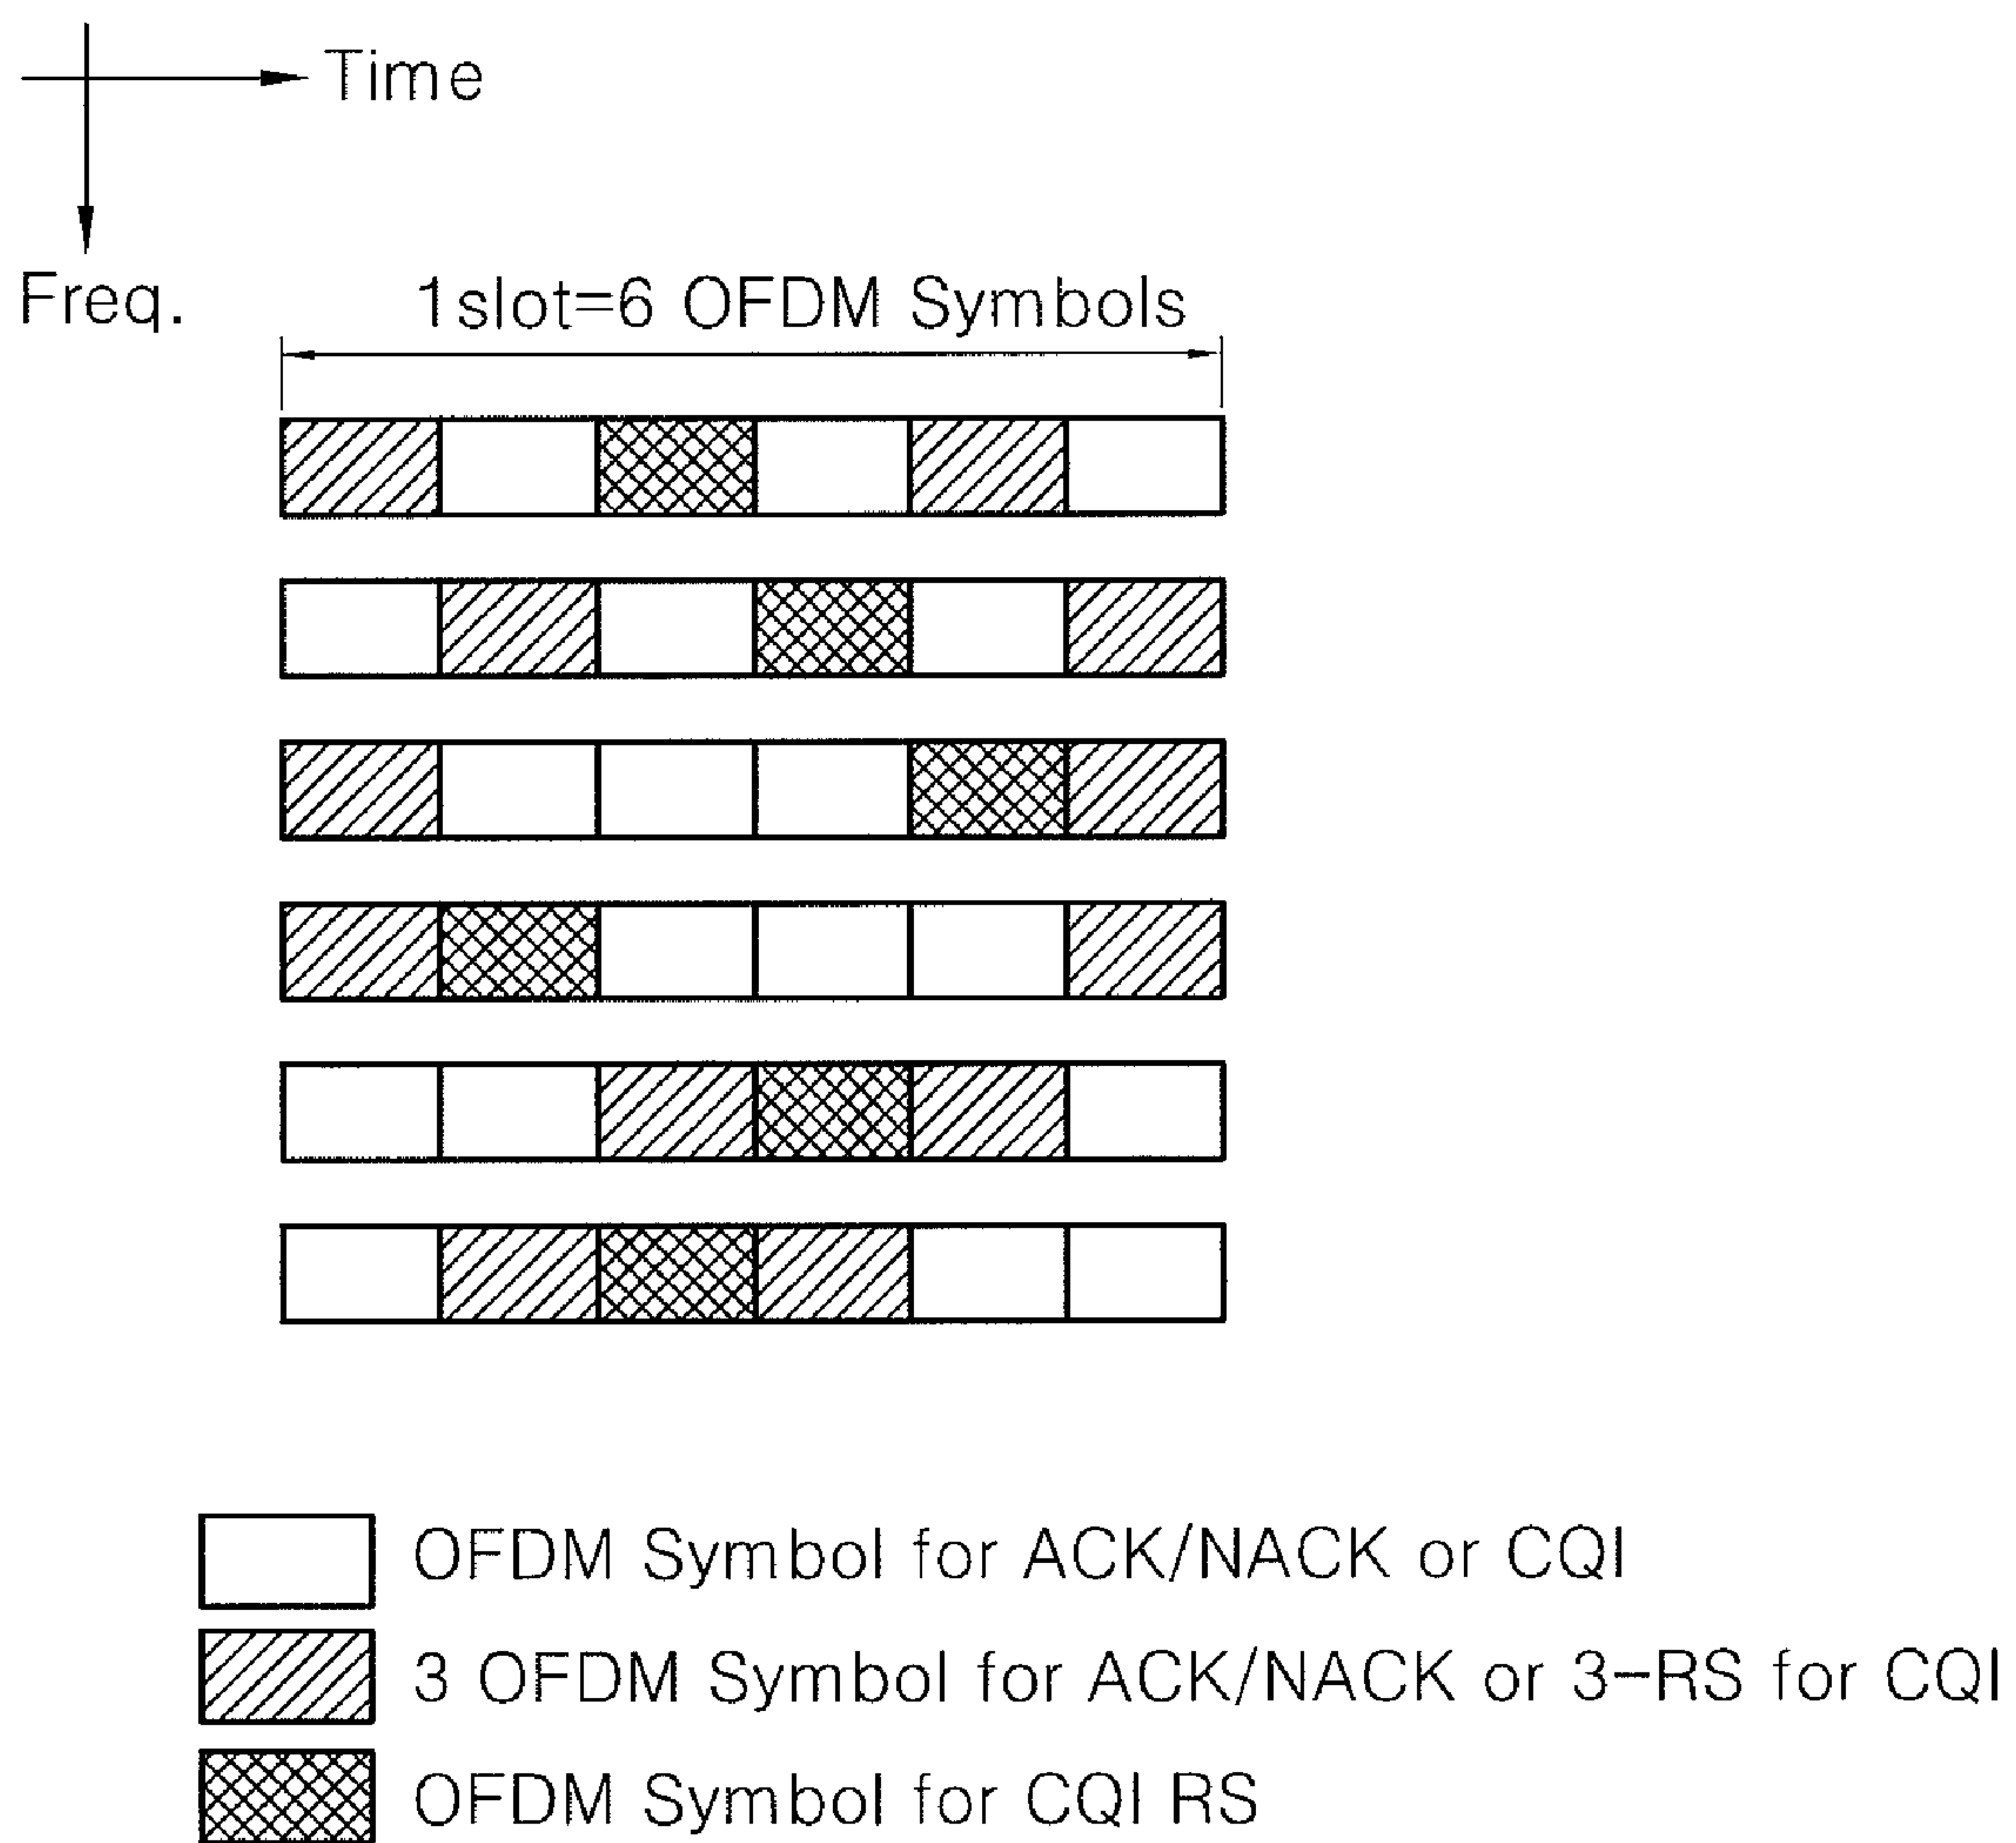 Time
Freq.
1slot=6 OFDM Symbols
OFDM Symbol for ACK/NACK or CQI
3 OFDM Symbol for ACK/NACK or 3-RS for CQI
OFDM Symbol for CQI RS